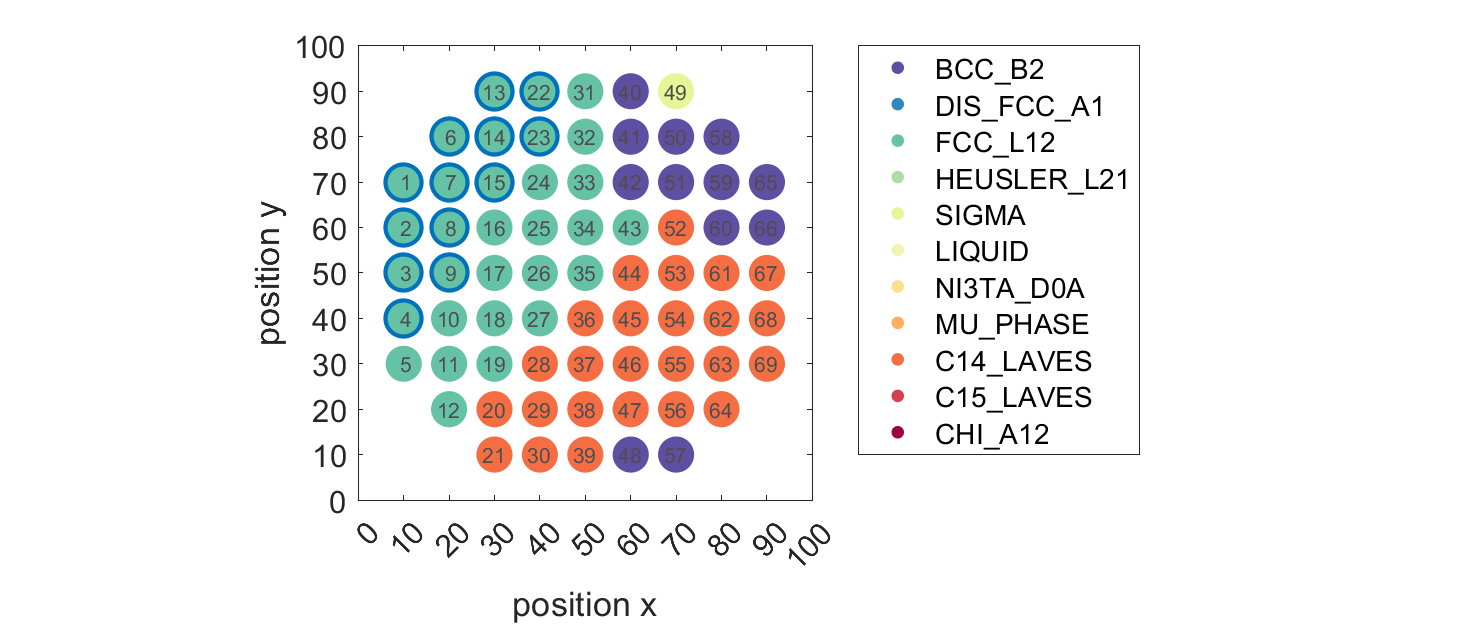 100
90 13 22 31 40 49
80 6 14 23 32 41 50 58
70 1 7 15 24 33 42 51 59 65
60 2 8 16 25 34 43 52 60 66
50 3 9 17 26 35 44 53 61 67
40 4 10 18 27 36 45 54 62 68
30 5 11 19 28 37 46 55 63 69
20 12 20 29 38 47 56 64
10 21 30 39 48 57
0
0 10 20 30 40 50 60 70 80 90 100
position x
position y
BCC_B2
DIS_FCC_A1
FCC_L12
HEUSLER_L21
SIGMA
LIQUID
NI3TA_D0A
MU_PHASE
C14_LAVES
C15_LAVES
CHI_A12